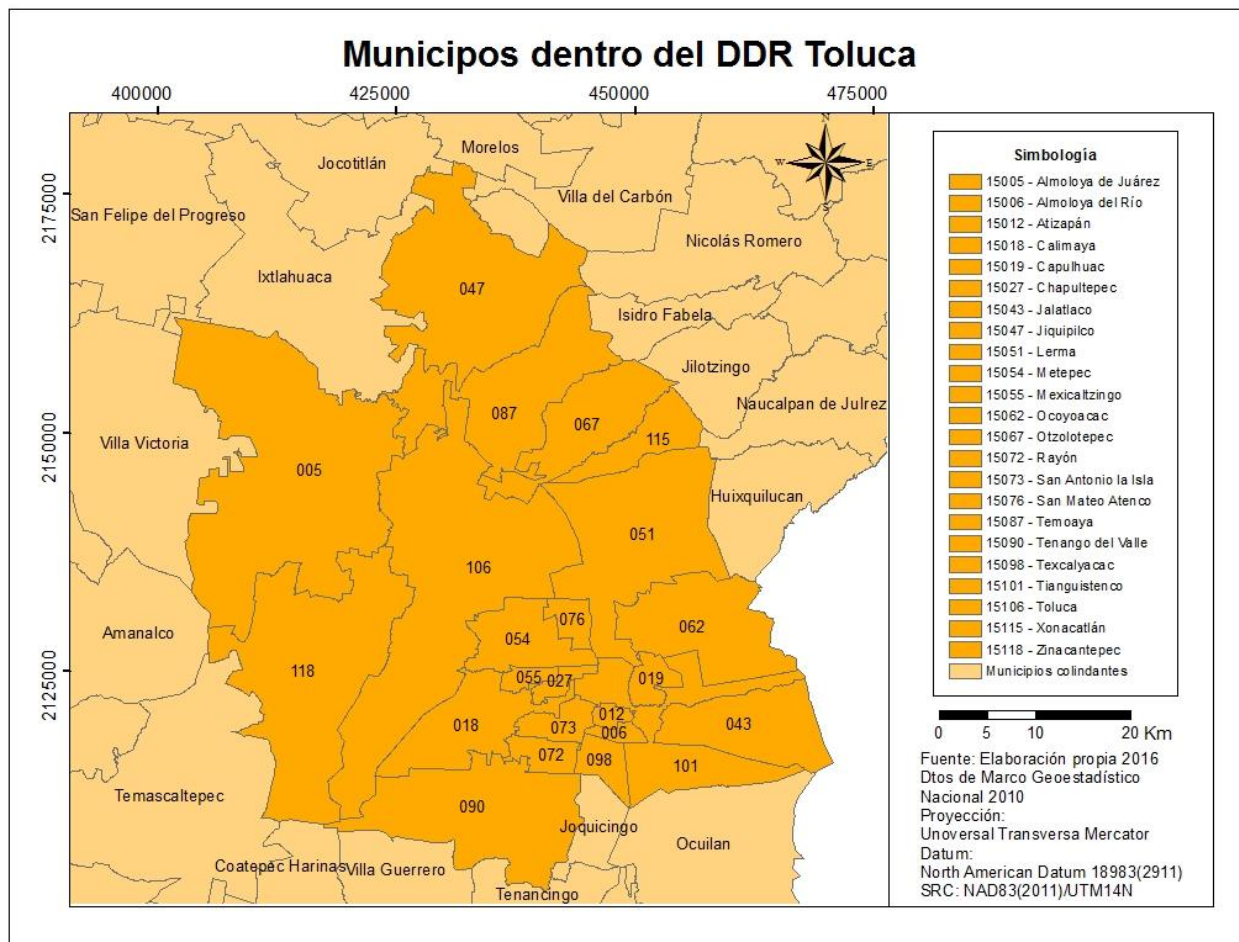 Municipos dentro del DDR Toluca
400000
425000
450000
475000
2175000
2150000
2125000
Jocotitlán
Morelos
San Felipe del Progreso
Villa del Carbón
Nicolás Romero
Ixtlahuaca
047
Isidro Fabela
Jilotzingo
Naucalpan de Julrez
087
067
115
Villa Victoria
005
Huixquilucan
051
106
076
062
Amanalco
054
118
055
027
019
018
012
043
073
006
072
098
101
Temascaltepec
090
Joquicingo
Ocuilan
Coatepec Harinas
Villa Guerrero
Tenancingo
N
W
E
S
Simbología
15005 - Almoloya de Juárez
15006 - Almoloya del Río
15012 - Atizapán
15018 - Calimaya
15019 - Capulhuac
15027 - Chapultepec
15043 - Jalatlaco
15047 - Jiquipilco
15051 - Lerma
15054 - Metepec
15055 - Mexicaltzingo
15062 - Ocoyoacac
15067 - Otzolotepec
15072 - Rayón
15073 - San Antonio la Isla
15076 - San Mateo Atenco
15087 - Temoaya
15090 - Tenango del Valle
15098 - Texcalyacac
15101 - Tianguistenco
15106 - Toluca
15115 - Xonacatlán
15118 - Zinacantepec
Municipios colindantes
0 5 10 20 Km
Fuente: Elaboración propia 2016
Dtos de Marco Geoestadístico
Nacional 2010
Proyección:
Unoversal Transversa Mercator
Datum:
North American Datum 18983(2911)
SRC: NAD83(2011)/UTM14N